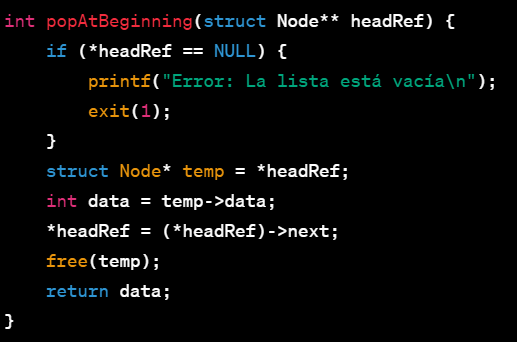 int popAtBeginning(struct Node** headRef) {
    if (*headRef == NULL) {
        printf("Error: La lista está vacía\n");
        exit(1);
    }
    struct Node* temp = *headRef;
    int data = temp->data;
    *headRef = (*headRef)->next;
    free(temp);
    return data;
}